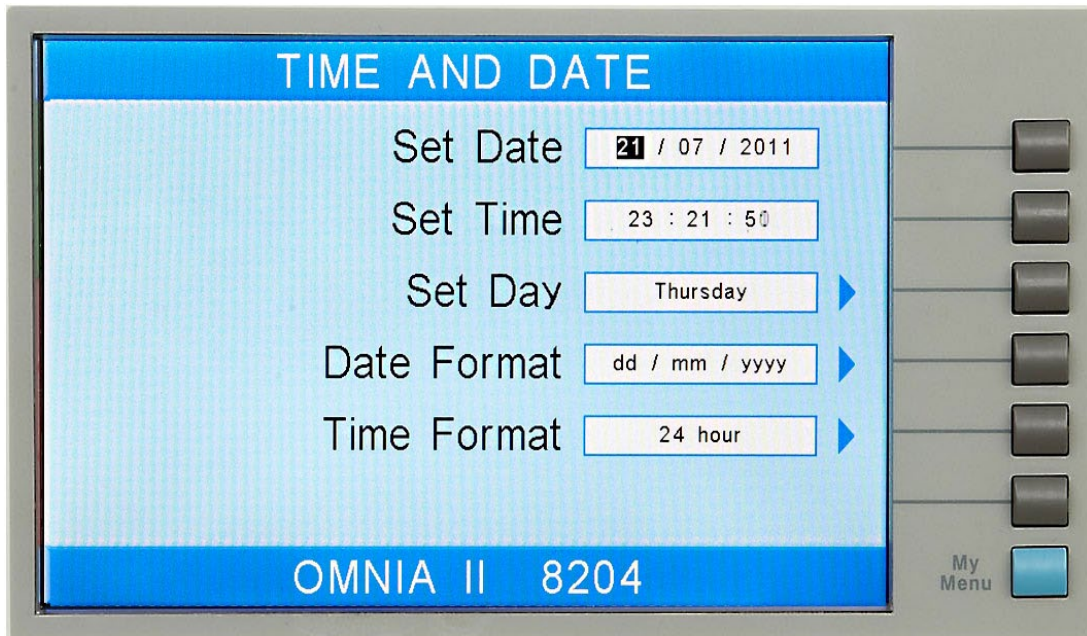 TIME AND DATE
Set Date 21 / 07 / 2011
Set Time 23 : 21 : 50
Set Day Thursday
Date Format dd / mm / yyyy
Time Format 24 hour
OMNIA II 8204
My
Menu